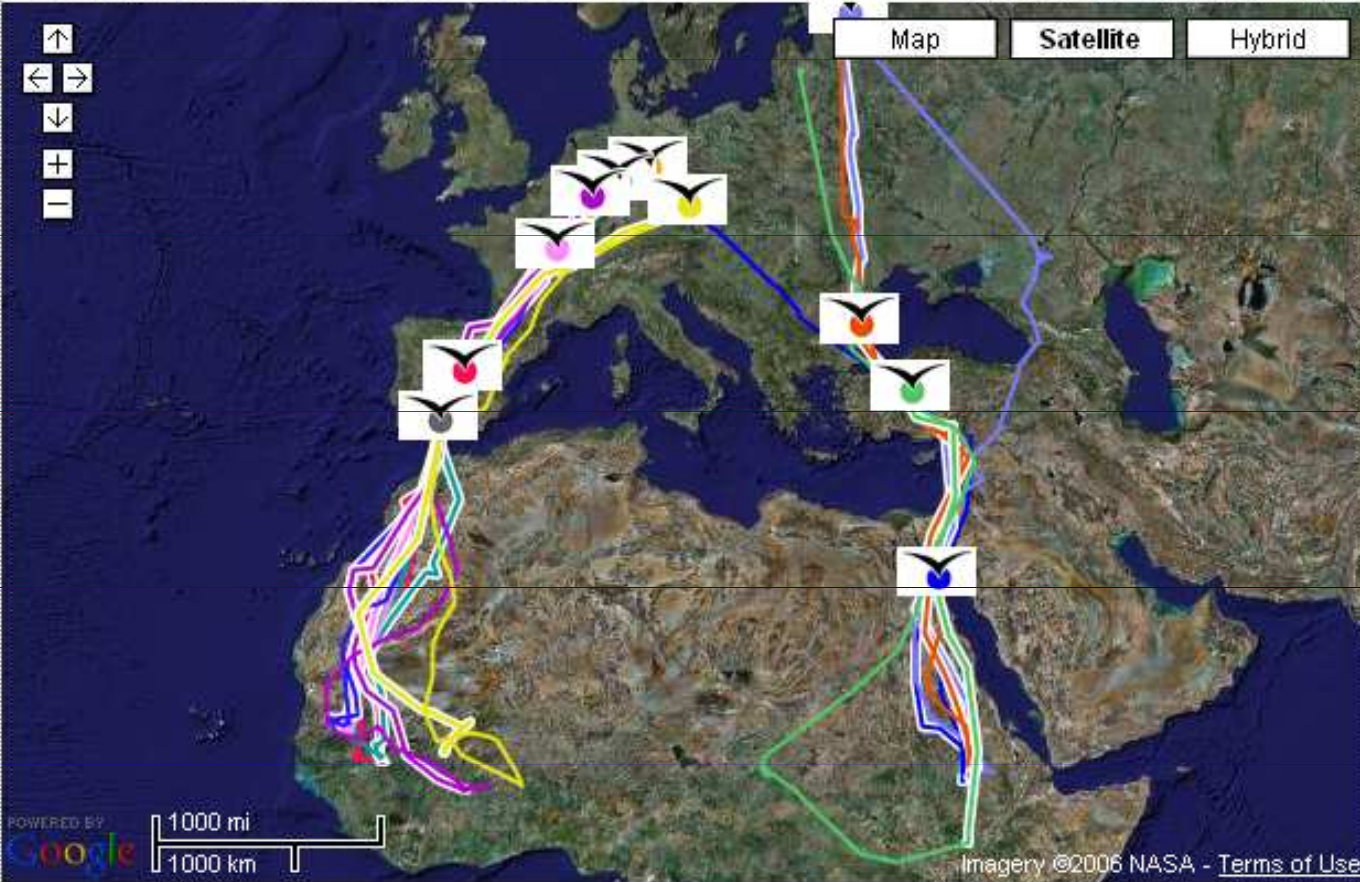 Map
Satellite
Hybrid
1000 mi
1000 km
POWERED BY
Google
Imagery ©2006 NASA - Terms of Use